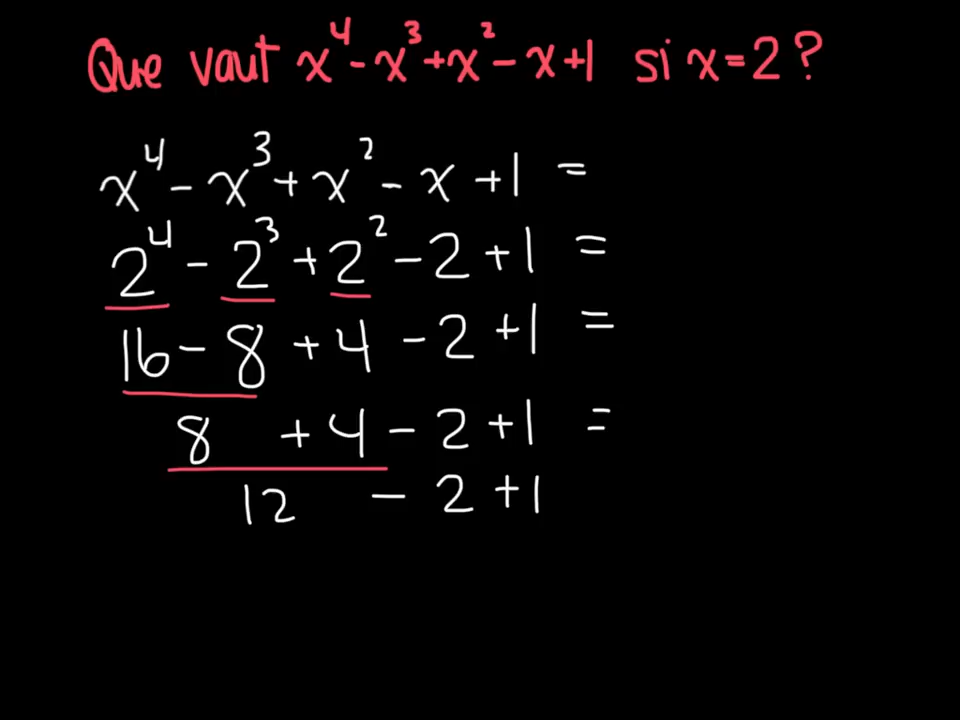 Que vaut x⁴ - x³ + x² - x + 1 si x = 2 ?
x⁴ - x³ + x² - x + 1 =
2⁴ - 2³ + 2² - 2 + 1 =
16 - 8 + 4 - 2 + 1 =
8 + 4 - 2 + 1 =
12 - 2 + 1